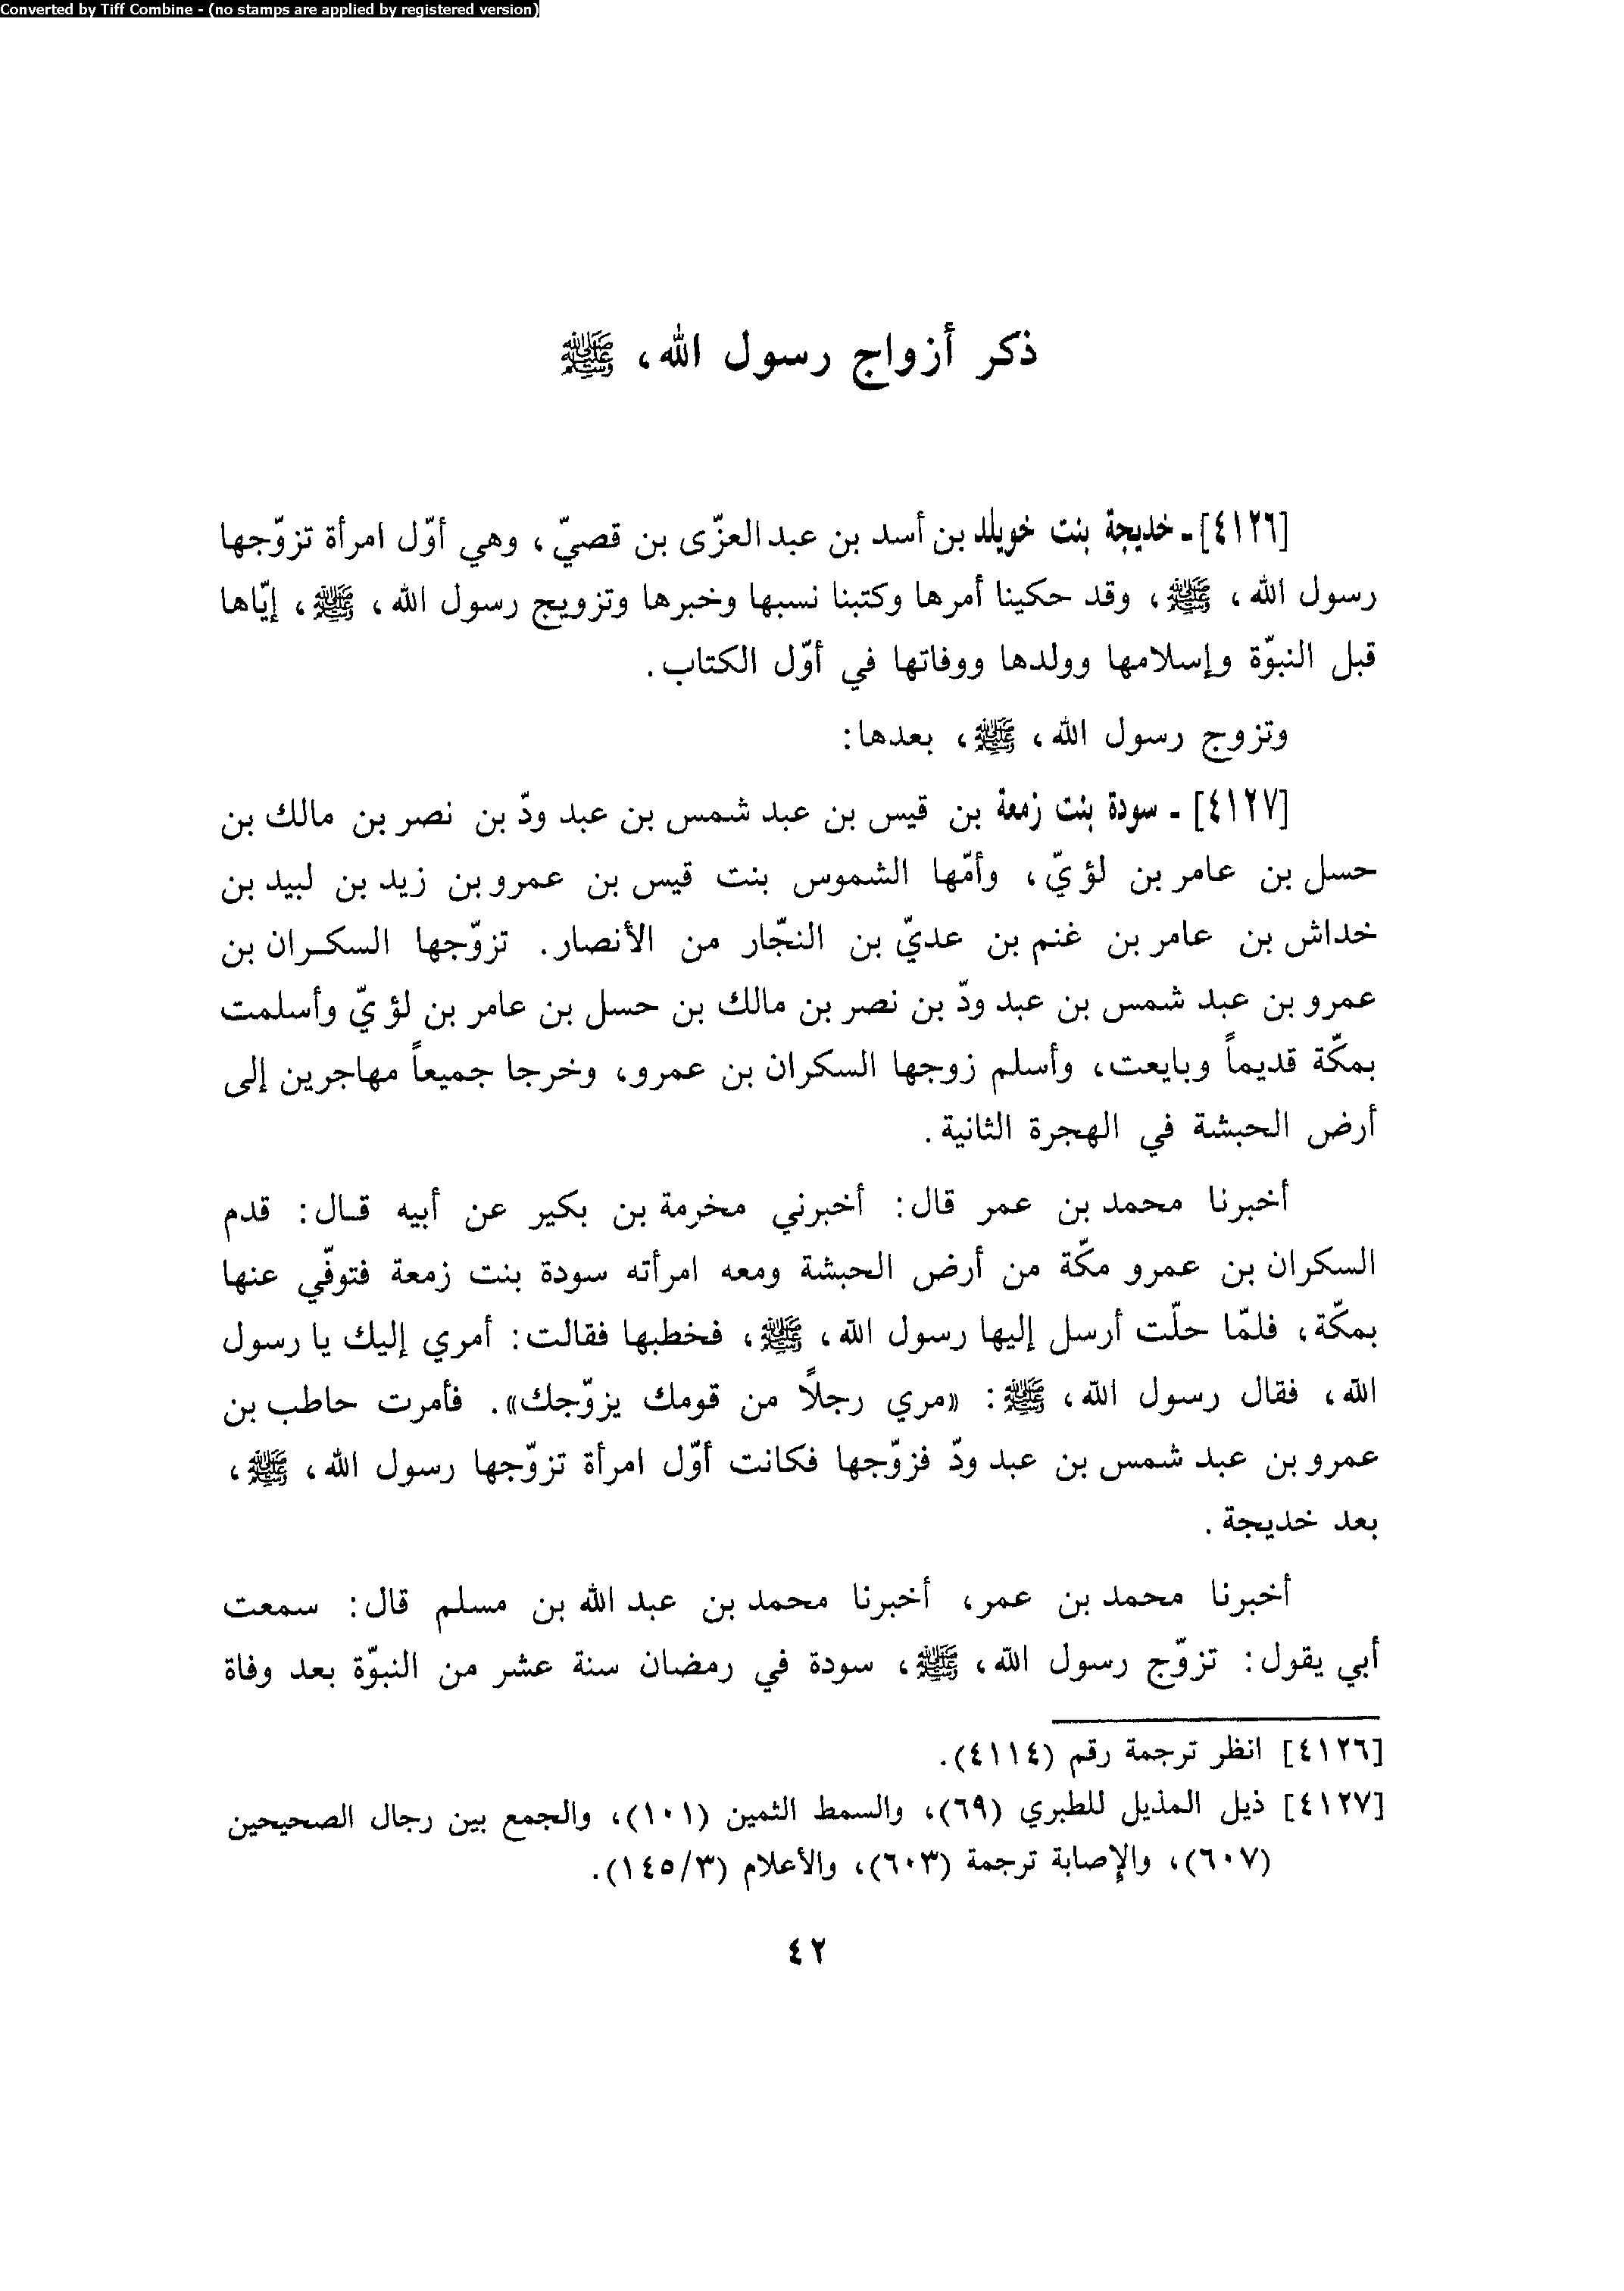 Converted by Tiff Combine - (no stamps are applied by registered version)
ذكر أزواج رسول الله، ﷺ
[٤١٢٦] - خديجة بنت خويلد بن أسد بن عبد العزّى بن قصيّ، وهي أوّل امرأة تزوّجها
رسول الله، ﷺ، وقد حكينا أمرها وكتبنا نسبها وخبرها وتزويج رسول الله، ﷺ، إيّاها
قبل النبوّة وإسلامها وولدها ووفاتها في أوّل الكتاب.
وتزوج رسول الله، ﷺ، بعدها:
[٤١٢٧] - سودة بنت زمعة بن قيس بن عبد شمس بن عبد ودّ بن نصر بن مالك بن
حسل بن عامر بن لؤيّ، وأمّها الشموس بنت قيس بن عمرو بن زيد بن لبيد بن
خداش بن عامر بن غنم بن عديّ بن النجّار من الأنصار. تزوّجها السكران بن
عمرو بن عبد شمس بن عبد ودّ بن نصر بن مالك بن حسل بن عامر بن لؤيّ وأسلمت
بمكّة قديماً وبايعت، وأسلم زوجها السكران بن عمرو، وخرجا جميعاً مهاجرين إلى
أرض الحبشة في الهجرة الثانية.
أخبرنا محمد بن عمر قال: أخبرني مخرمة بن بكير عن أبيه قال: قدم
السكران بن عمرو مكّة من أرض الحبشة ومعه امرأته سودة بنت زمعة فتوفّي عنها
بمكّة، فلمّا حلّت أرسل إليها رسول الله، ﷺ، فخطبها فقالت: أمري إليك يا رسول
الله، فقال رسول الله، ﷺ: «مري رجلاً من قومك يزوّجك». فأمرت حاطب بن
عمرو بن عبد شمس بن عبد ودّ فزوّجها فكانت أوّل امرأة تزوّجها رسول الله، ﷺ،
بعد خديجة.
أخبرنا محمد بن عمر، أخبرنا محمد بن عبد الله بن مسلم قال: سمعت
أبي يقول: تزوّج رسول الله، ﷺ، سودة في رمضان سنة عشر من النبوّة بعد وفاة
[٤١٢٦] انظر ترجمة رقم (٤١١٤).
[٤١٢٧] ذيل المذيل للطبري (٦٩)، والسمط الثمين (١٠١)، والجمع بين رجال الصحيحين
(٦٠٧)، والإصابة ترجمة (٦٠٣)، والأعلام (١٤٥/٣).
٤٢